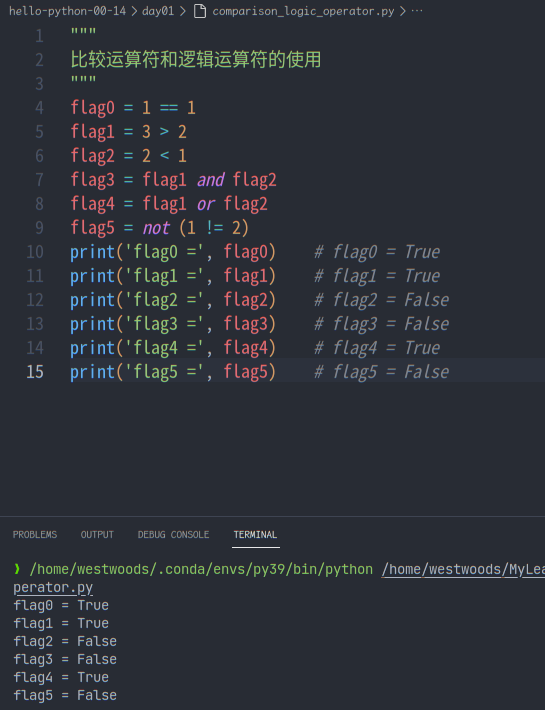 hello-python-00-14 > day01 > comparison_logic_operator.py > ...
1 """
2 比较运算符和逻辑运算符的使用
3 """
4 flag0 = 1 == 1
5 flag1 = 3 > 2
6 flag2 = 2 < 1
7 flag3 = flag1 and flag2
8 flag4 = flag1 or flag2
9 flag5 = not (1 != 2)
10 print('flag0 =', flag0) # flag0 = True
11 print('flag1 =', flag1) # flag1 = True
12 print('flag2 =', flag2) # flag2 = False
13 print('flag3 =', flag3) # flag3 = False
14 print('flag4 =', flag4) # flag4 = True
15 print('flag5 =', flag5) # flag5 = False
PROBLEMS OUTPUT DEBUG CONSOLE TERMINAL
❯ /home/westwoods/.conda/envs/py39/bin/python /home/westwoods/MyLea
perator.py
flag0 = True
flag1 = True
flag2 = False
flag3 = False
flag4 = True
flag5 = False